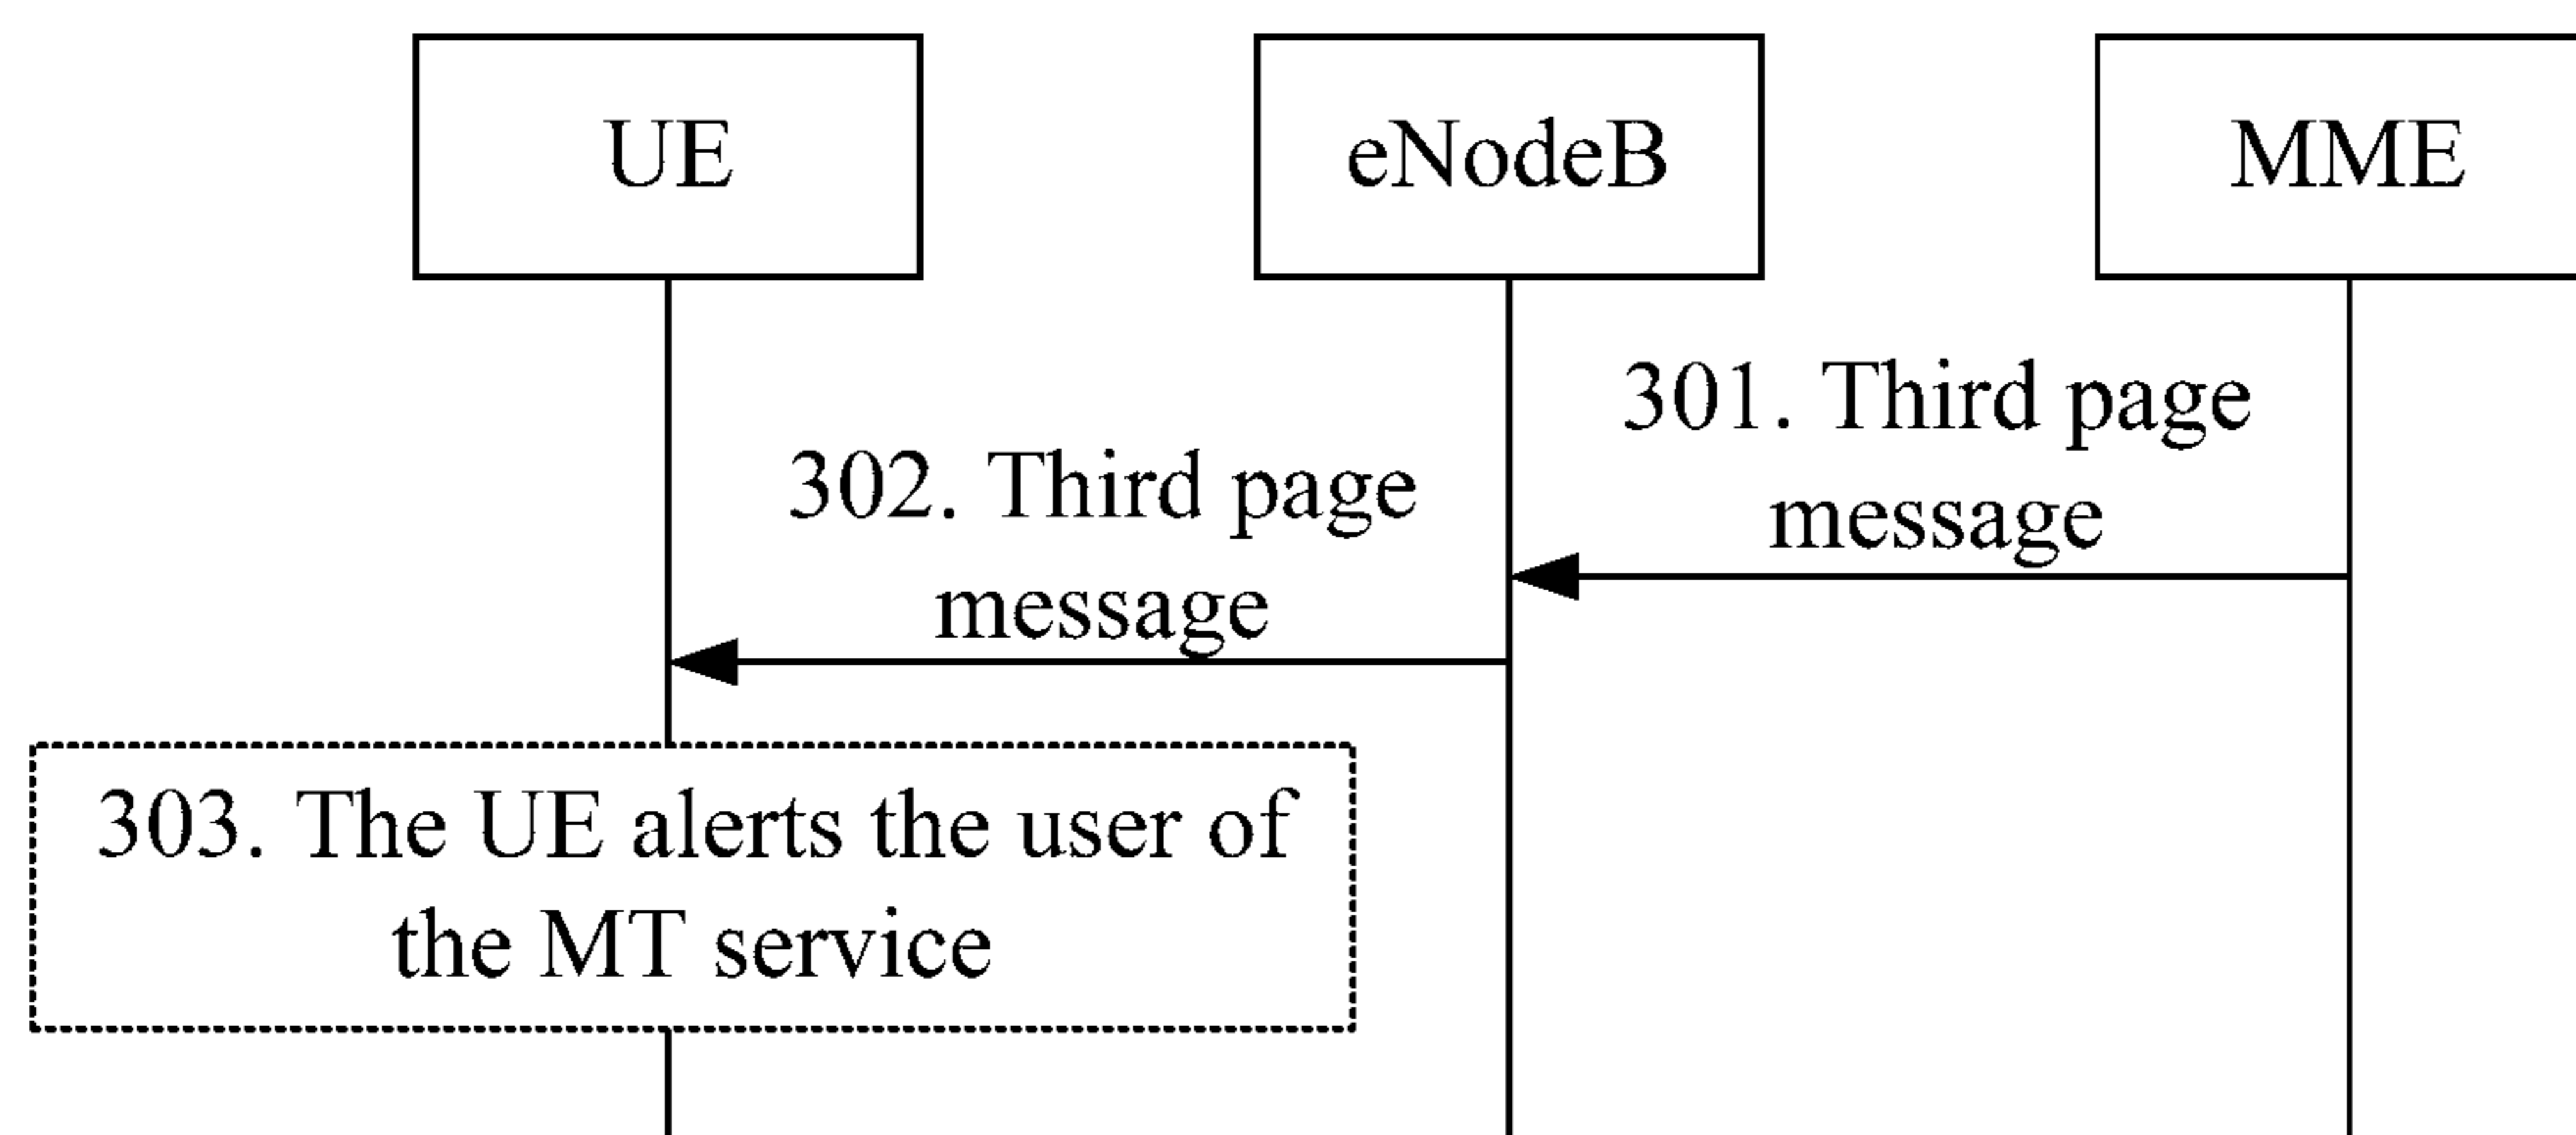 UE
eNodeB
MME
301. Third page
message
302. Third page
message
303. The UE alerts the user of
the MT service